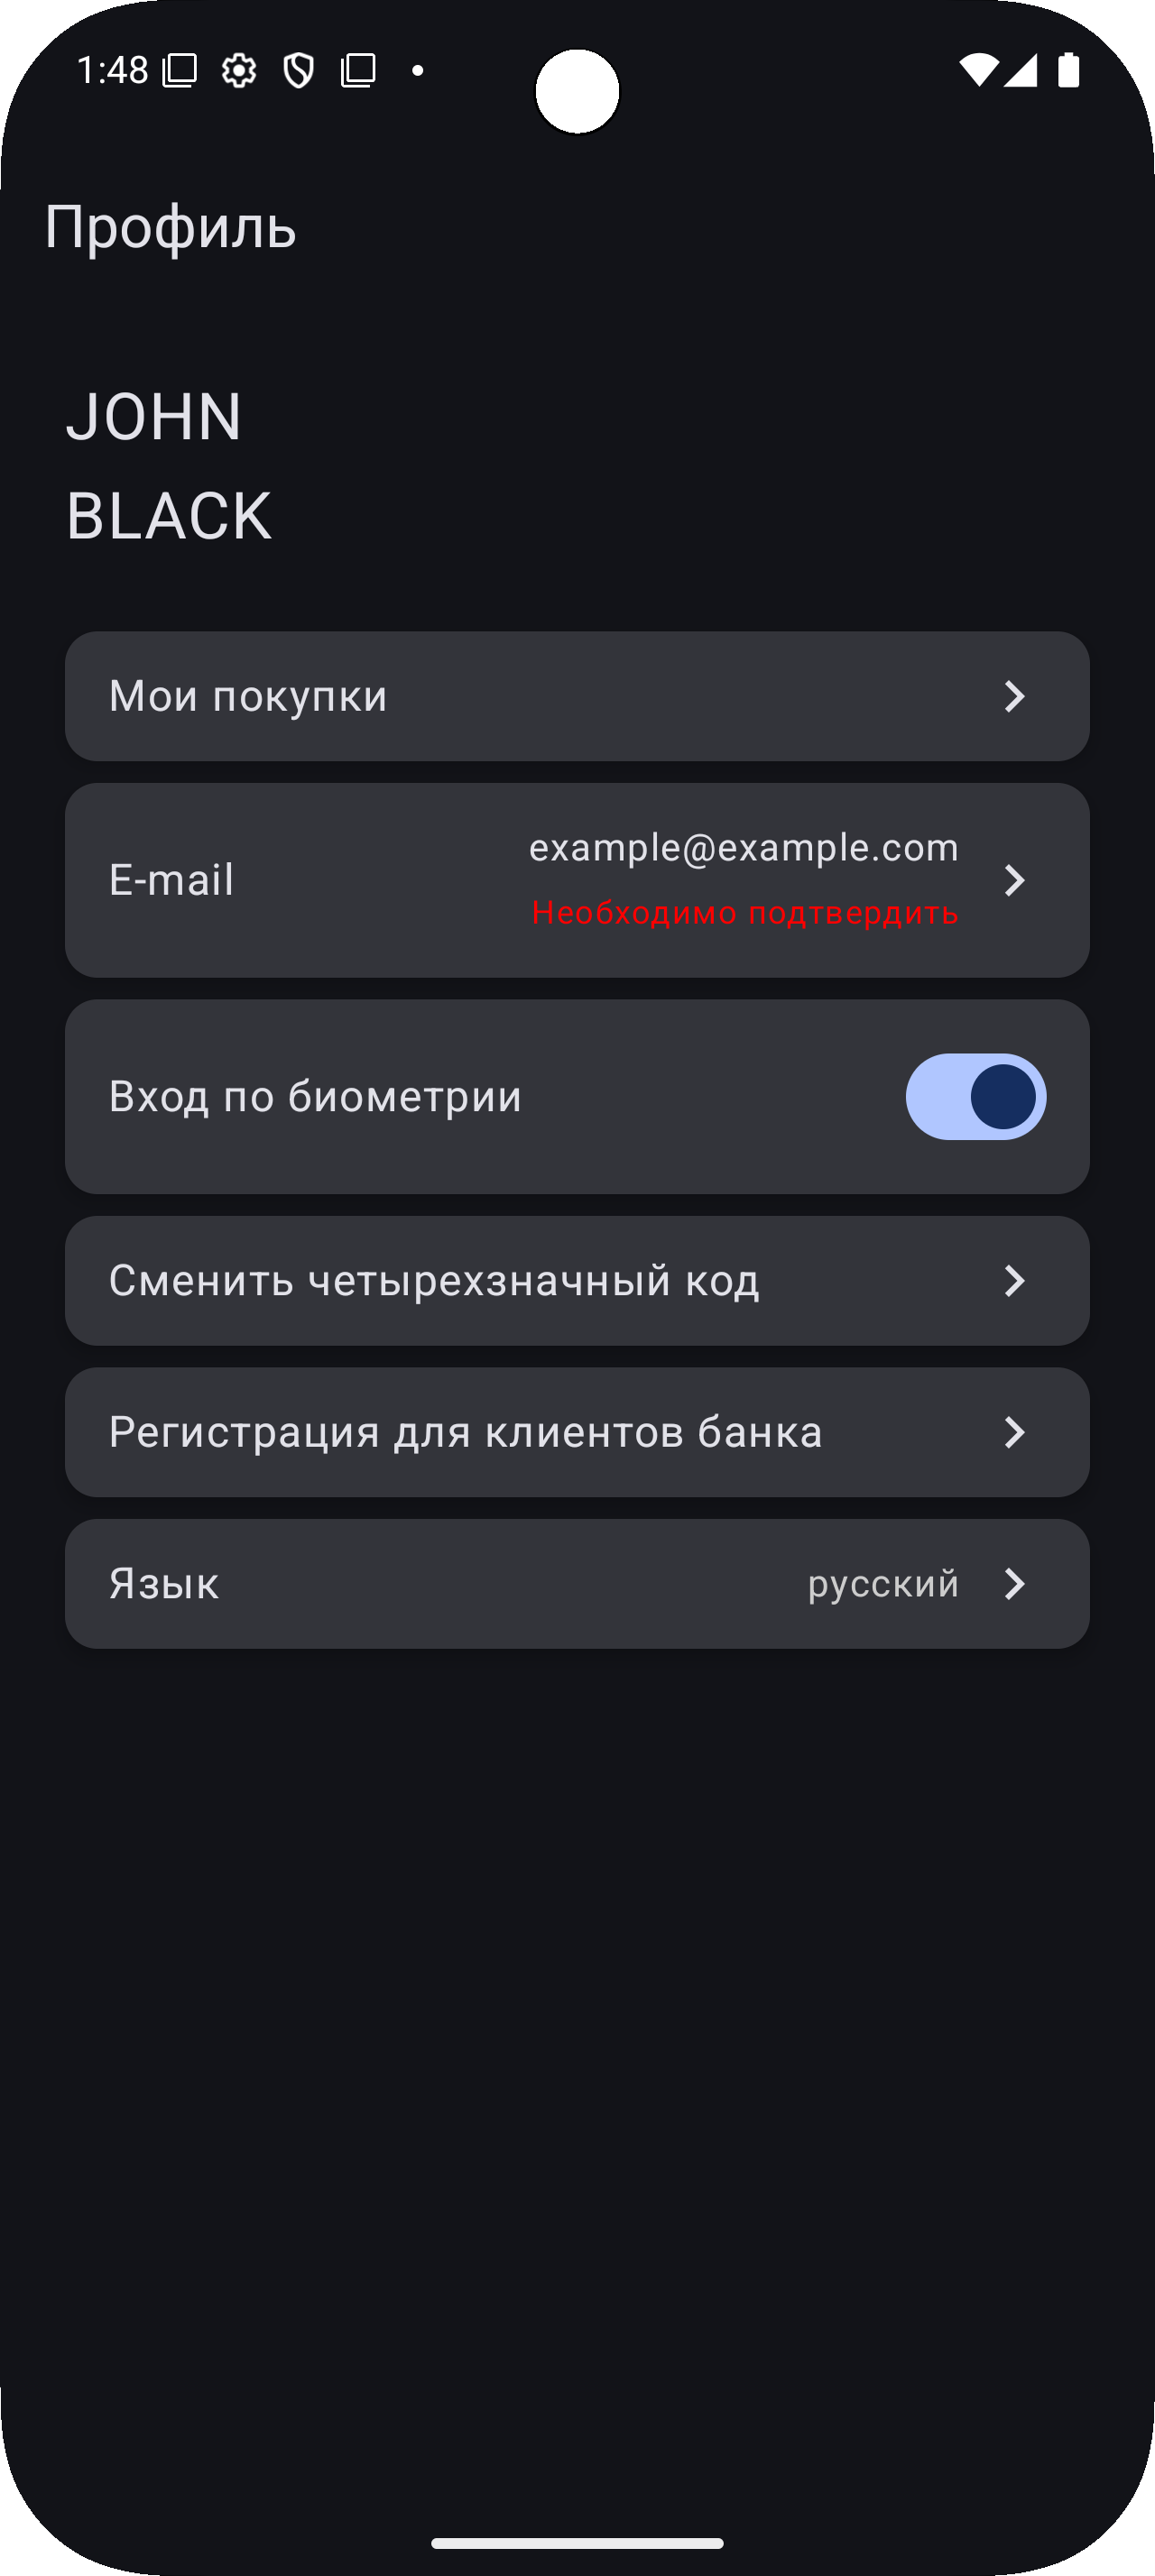 1:48
Профиль
JOHN
BLACK
Мои покупки
E-mail
example@example.com
Необходимо подтвердить
Вход по биометрии
Сменить четырехзначный код
Регистрация для клиентов банка
Язык
русский